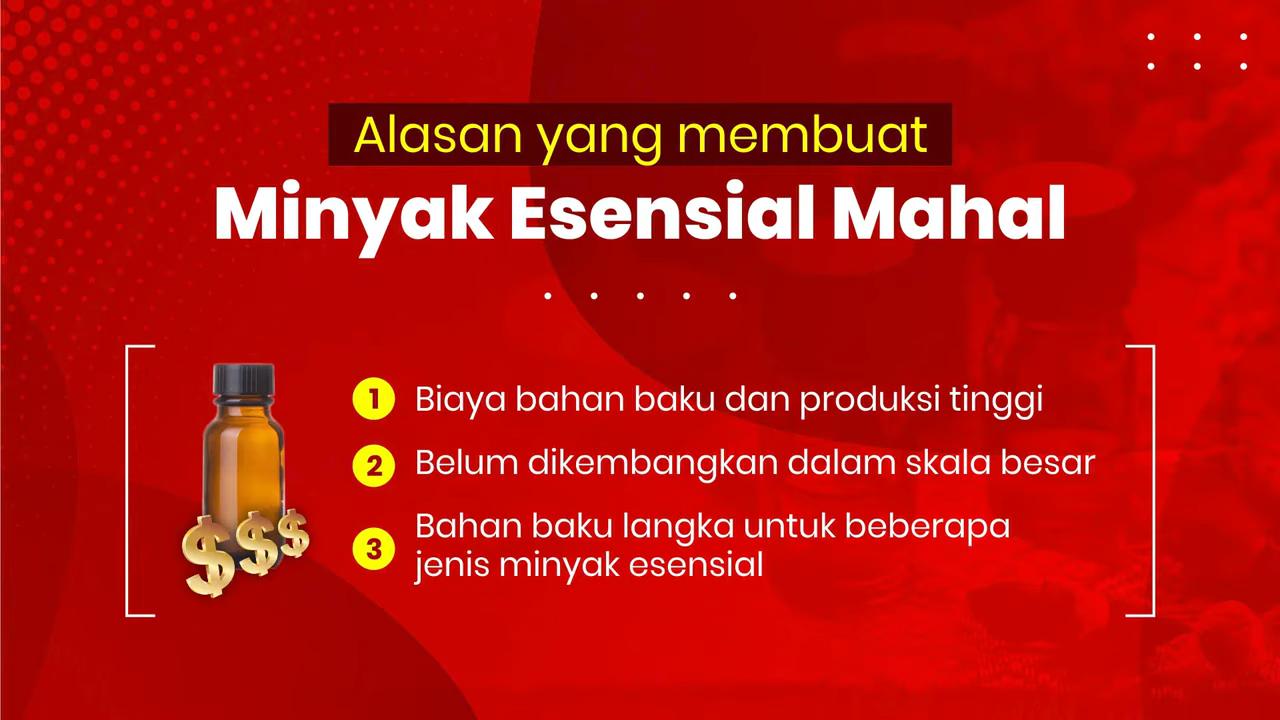 Alasan yang membuat
Minyak Esensial Mahal
1 Biaya bahan baku dan produksi tinggi
2 Belum dikembangkan dalam skala besar
3 Bahan baku langka untuk beberapa
jenis minyak esensial
$ $ $